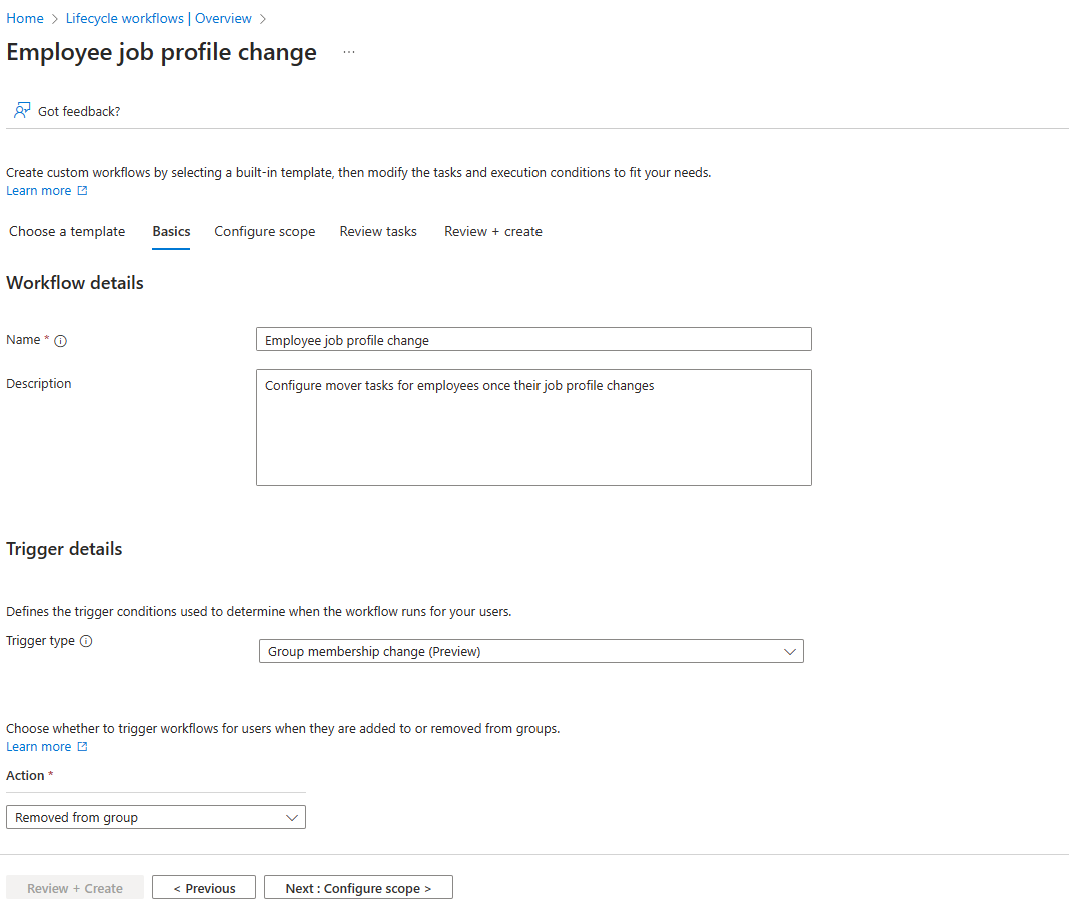 Home > Lifecycle workflows | Overview >
Employee job profile change ...
Got feedback?
Create custom workflows by selecting a built-in template, then modify the tasks and execution conditions to fit your needs.
Learn more
Choose a template Basics Configure scope Review tasks Review + create
Workflow details
Name * Employee job profile change
Description Configure mover tasks for employees once their job profile changes
Trigger details
Defines the trigger conditions used to determine when the workflow runs for your users.
Trigger type Group membership change (Preview)
Choose whether to trigger workflows for users when they are added to or removed from groups.
Learn more
Action *
Removed from group
Review + Create < Previous Next : Configure scope >